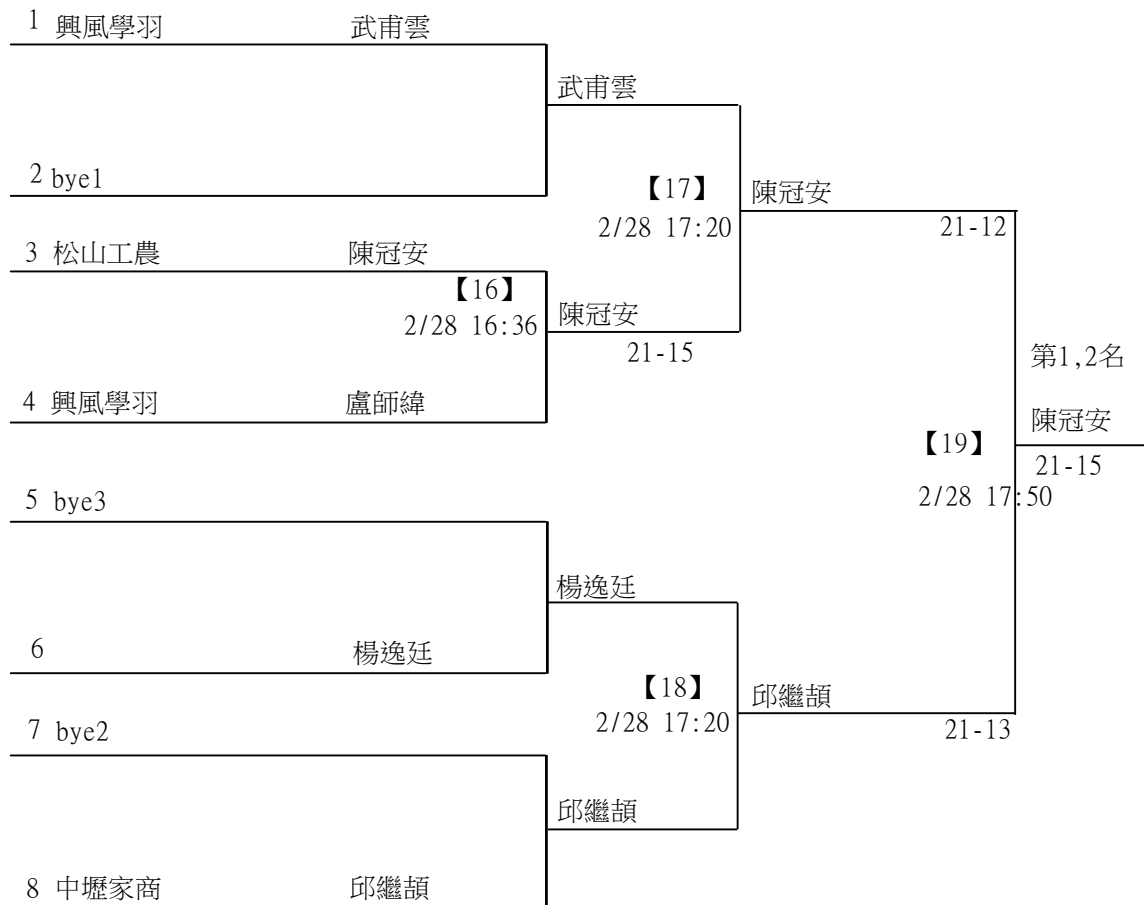 1 興風學羽 武甫雲
武甫雲
2 bye1
【17】
2/28 17:20
陳冠安
21-12
3 松山工農 陳冠安
【16】
2/28 16:36
陳冠安
21-15
4 興風學羽 盧師緯
第1,2名
陳冠安
21-15
【19】
2/28 17:50
5 bye3
楊逸廷
6 楊逸廷
【18】
2/28 17:20
邱繼頡
21-13
7 bye2
邱繼頡
8 中壢家商 邱繼頡